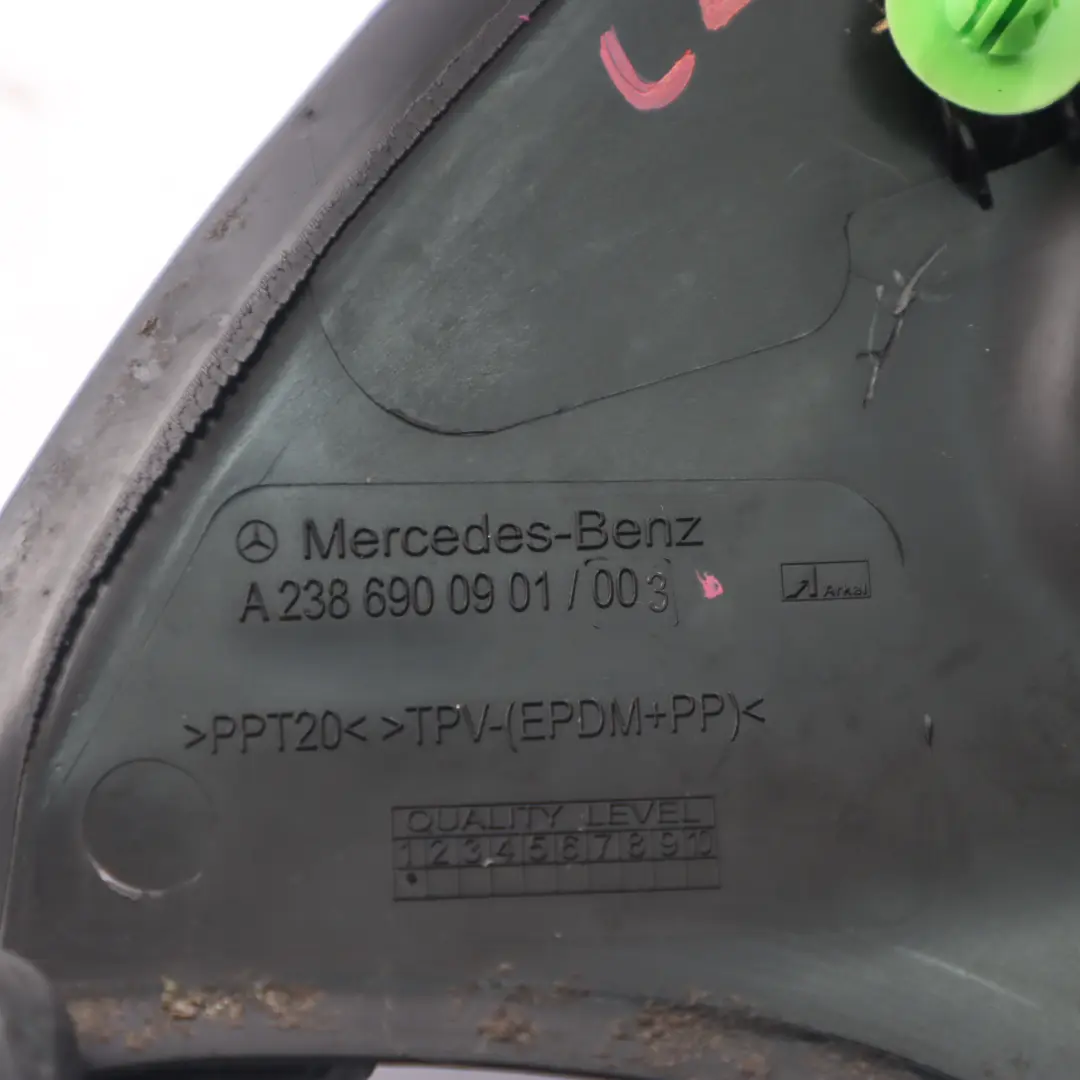 Mercedes-Benz
A 238 690 09 01 / 003
Arkal
>PPT20< >TPV-(EPDM+PP)<
QUALITY LEVEL
1 2 3 4 5 6 7 8 9 10